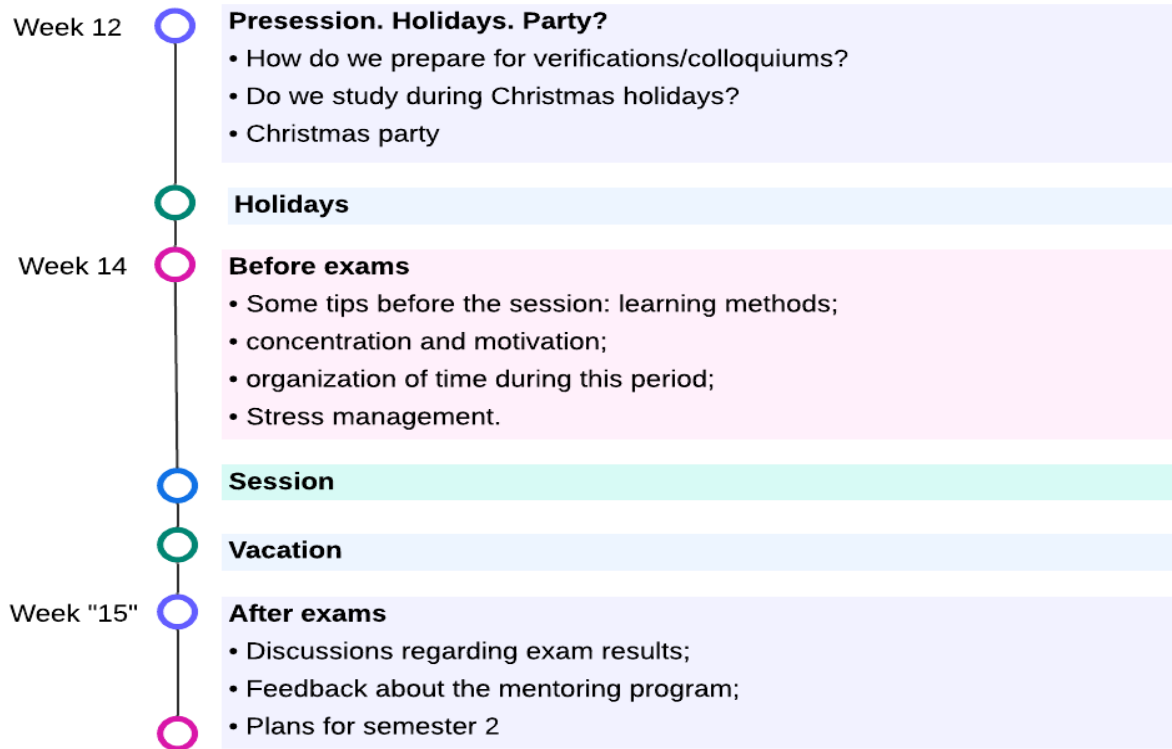 Week 12
Presession. Holidays. Party?
• How do we prepare for verifications/colloquiums?
• Do we study during Christmas holidays?
• Christmas party
Holidays
Week 14
Before exams
• Some tips before the session: learning methods;
• concentration and motivation;
• organization of time during this period;
• Stress management.
Session
Vacation
Week "15"
After exams
• Discussions regarding exam results;
• Feedback about the mentoring program;
• Plans for semester 2